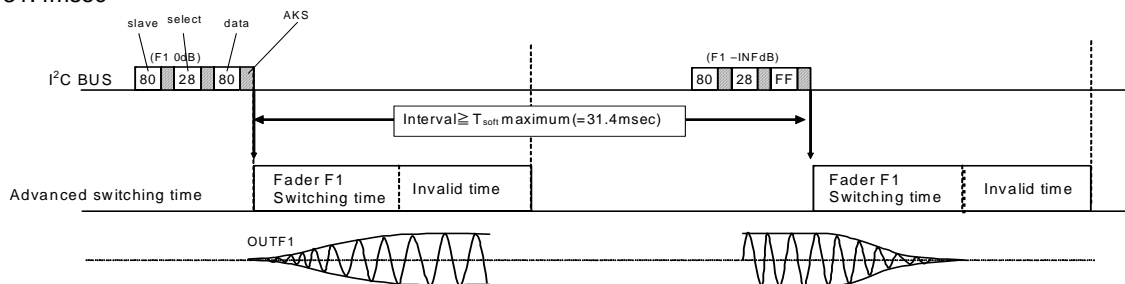 slave select data AKS
(F1 0dB) (F1 –INFdB)
I²C BUS 80 28 80 80 28 FF
Interval≧ Tsoft maximum(=31.4msec)
Advanced switching time
Fader F1
Switching time
Invalid time
Fader F1
Switching time
Invalid time
OUTF1